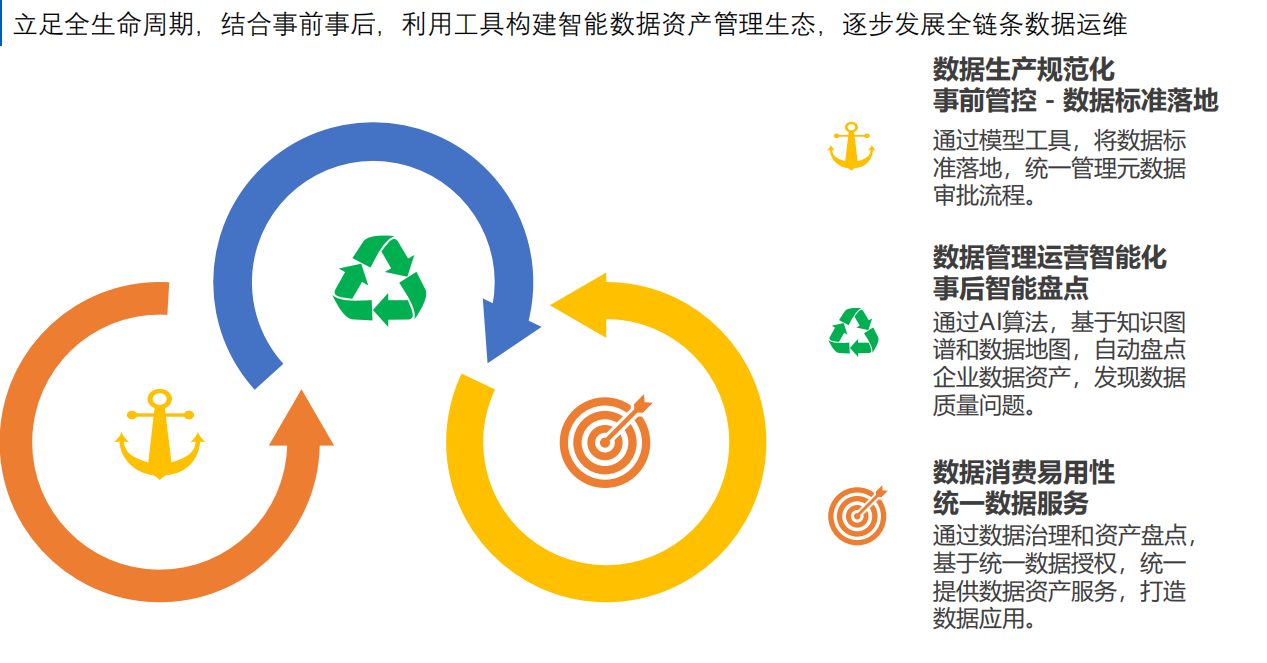 立足全生命周期，结合事前事后，利用工具构建智能数据资产管理生态，逐步发展全链条数据运维
数据生产规范化
事前管控 - 数据标准落地
通过模型工具，将数据标
准落地，统一管理元数据
审批流程。
数据管理运营智能化
事后智能盘点
通过AI算法，基于知识图
谱和数据地图，自动盘点
企业数据资产，发现数据
质量问题。
数据消费易用性
统一数据服务
通过数据治理和资产盘点，
基于统一数据授权，统一
提供数据资产服务，打造
数据应用。